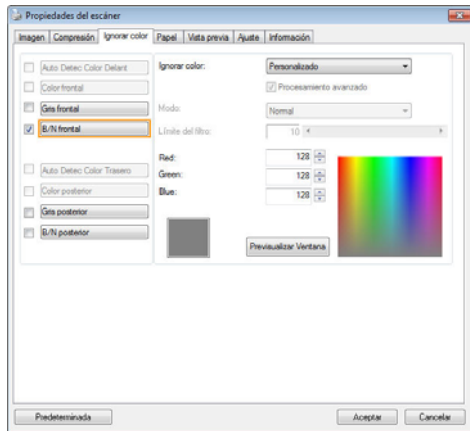 Propiedades del escáner
Imagen Compresión Ignorar color Papel Vista previa Ajuste Información
Auto Detec Color Delant
Color frontal
Gris frontal
B/N frontal
Auto Detec Color Trasero
Color posterior
Gris posterior
B/N posterior
Ignorar color: Personalizado
Procesamiento avanzado
Modo: Normal
Límite del filtro: 10
Red: 128
Green: 128
Blue: 128
Previsualizar Ventana
Predeterminada Aceptar Cancelar